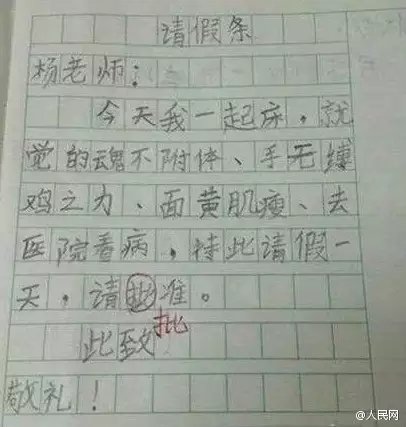 请假条
杨老师：
今天我一起床，就
觉的魂不附体、手无缚
鸡之力、面黄肌瘦、去
医院看病，特此请假一
天，请准。
批
此致
敬礼！
@人民网